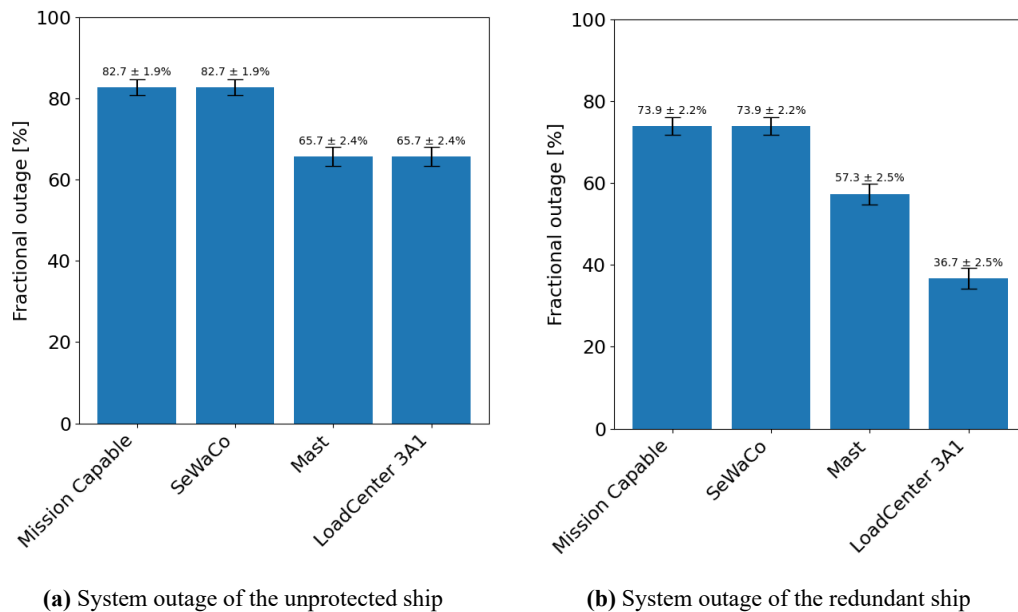 100
80
60
40
20
0
Fractional outage [%]
82.7 ± 1.9%
82.7 ± 1.9%
65.7 ± 2.4%
65.7 ± 2.4%
Mission Capable
SeWaCo
Mast
LoadCenter 3A1
(a) System outage of the unprotected ship
100
80
60
40
20
0
Fractional outage [%]
73.9 ± 2.2%
73.9 ± 2.2%
57.3 ± 2.5%
36.7 ± 2.5%
Mission Capable
SeWaCo
Mast
LoadCenter 3A1
(b) System outage of the redundant ship